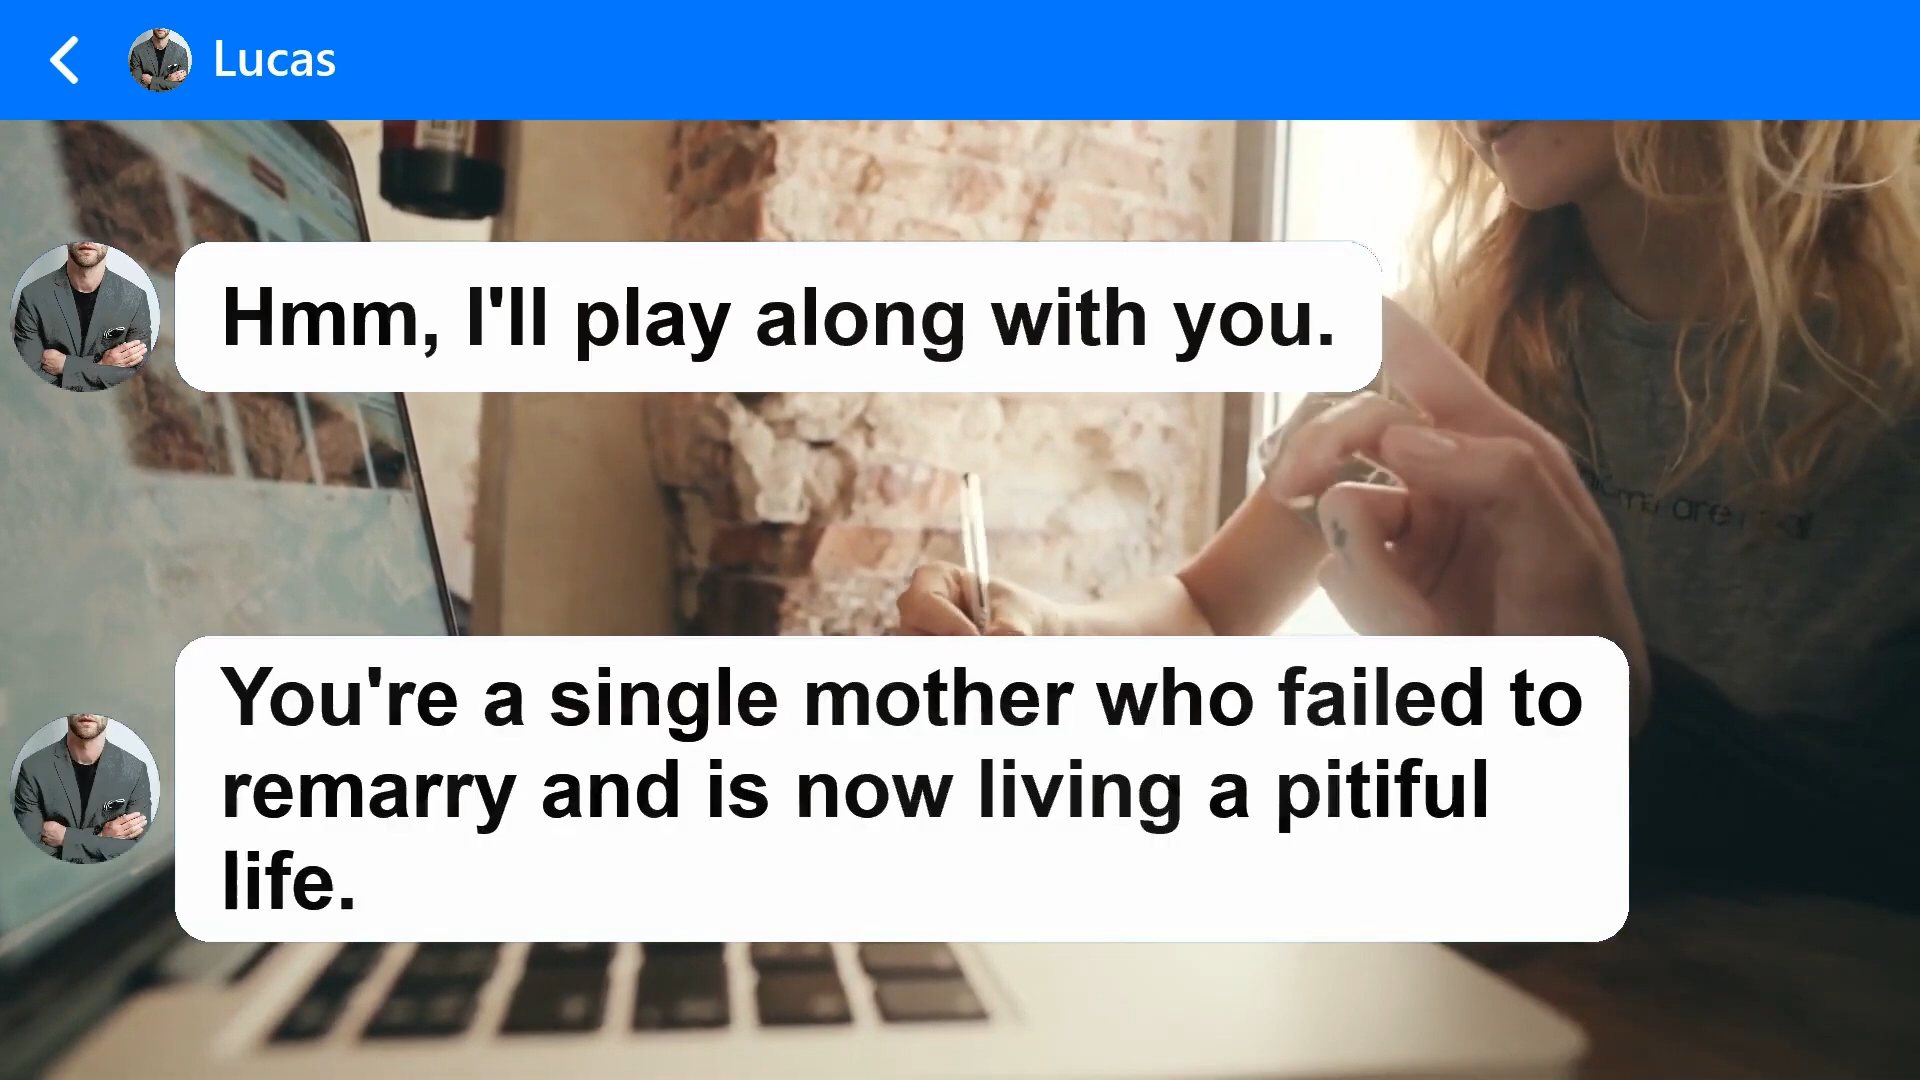 Lucas
Hmm, I'll play along with you.
You're a single mother who failed to
remarry and is now living a pitiful
life.